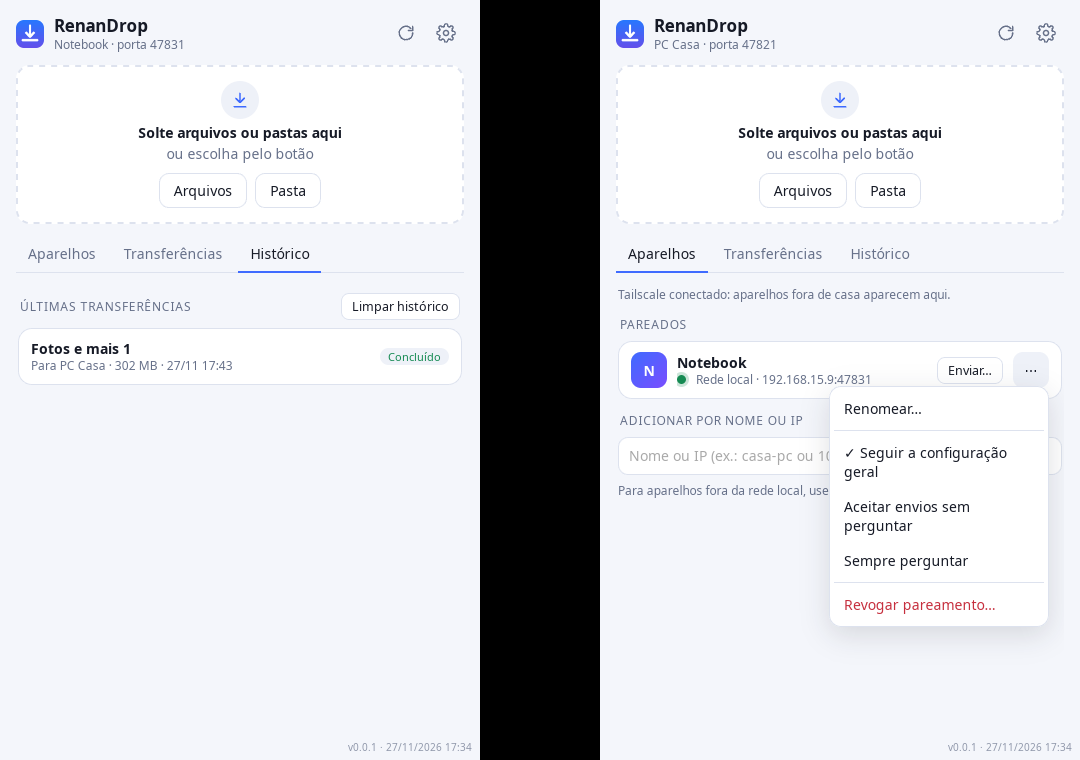 RenanDrop
Notebook · porta 47831
Solte arquivos ou pastas aqui
ou escolha pelo botão
Arquivos
Pasta
Aparelhos
Transferências
Histórico
ÚLTIMAS TRANSFERÊNCIAS
Limpar histórico
Fotos e mais 1
Para PC Casa · 302 MB · 27/11 17:43
Concluído
v0.0.1 · 27/11/2026 17:34
RenanDrop
PC Casa · porta 47821
Solte arquivos ou pastas aqui
ou escolha pelo botão
Arquivos
Pasta
Aparelhos
Transferências
Histórico
Tailscale conectado: aparelhos fora de casa aparecem aqui.
PAREADOS
N
Notebook
Rede local · 192.168.15.9:47831
Enviar...
...
ADICIONAR POR NOME OU IP
Nome ou IP (ex.: casa-pc ou 10
Para aparelhos fora da rede local, use
Renomear...
✓ Seguir a configuração
geral
Aceitar envios sem
perguntar
Sempre perguntar
Revogar pareamento...
v0.0.1 · 27/11/2026 17:34